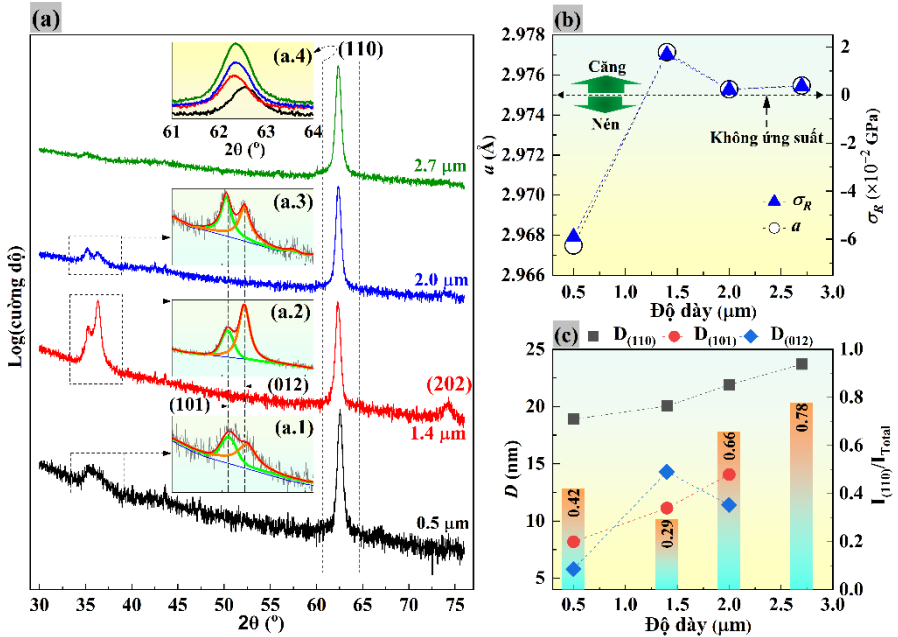 (a)
(a.4)
(110)
61 62 63 64
2θ (º)
2.7 μm
(a.3)
2.0 μm
(a.2)
(012)
(101)
(202)
1.4 μm
(a.1)
0.5 μm
Log(cường độ)
30 35 40 45 50 55 60 65 70 75
2θ (º)
(b)
2.978
2.976
2.974
2.972
2.970
2.968
2.966
a (Å)
Căng
Nén
Không ứng suất
σR
a
2
0
-2
-4
-6
σR (×10⁻² GPa)
0.5 1.0 1.5 2.0 2.5 3.0
Độ dày (μm)
(c)
D(110) D(101) D(012)
25
20
15
10
5
D (nm)
0.42
0.29
0.66
0.78
1.0
0.8
0.6
0.4
0.2
0.0
I(110)/ITotal
0.5 1.0 1.5 2.0 2.5 3.0
Độ dày (μm)